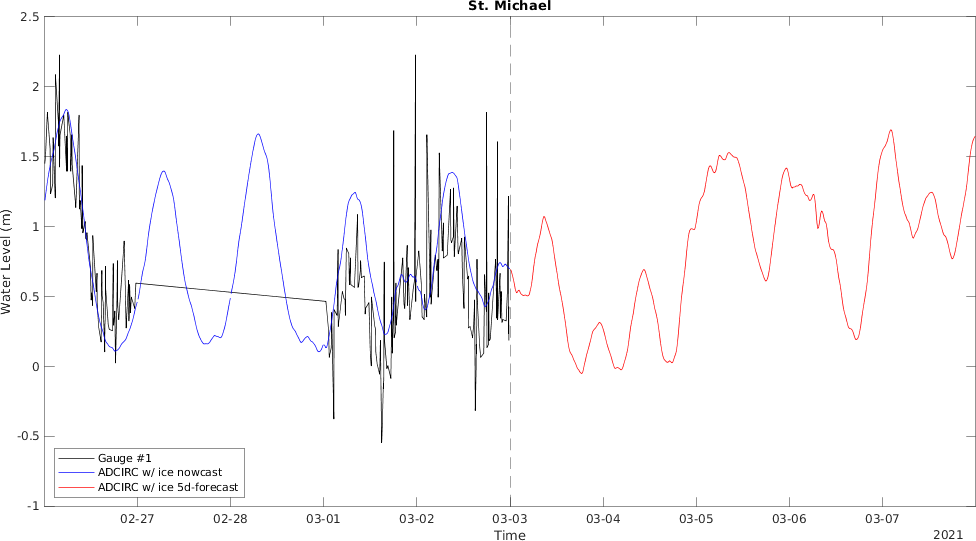 St. Michael
2.5
2
1.5
1
0.5
0
-0.5
-1
Water Level (m)
Gauge #1
ADCIRC w/ ice nowcast
ADCIRC w/ ice 5d-forecast
02-27 02-28 03-01 03-02 03-03 03-04 03-05 03-06 03-07
Time
2021